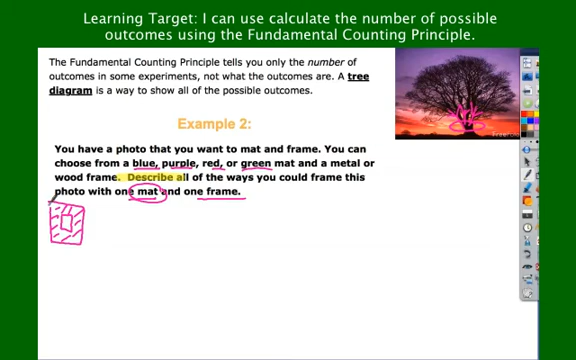 Learning Target: I can use calculate the number of possible
outcomes using the Fundamental Counting Principle.
The Fundamental Counting Principle tells you only the number of
outcomes in some experiments, not what the outcomes are. A tree
diagram is a way to show all of the possible outcomes.
Example 2:
You have a photo that you want to mat and frame. You can
choose from a blue, purple, red, or green mat and a metal or
wood frame. Describe all of the ways you could frame this
photo with one mat and one frame.